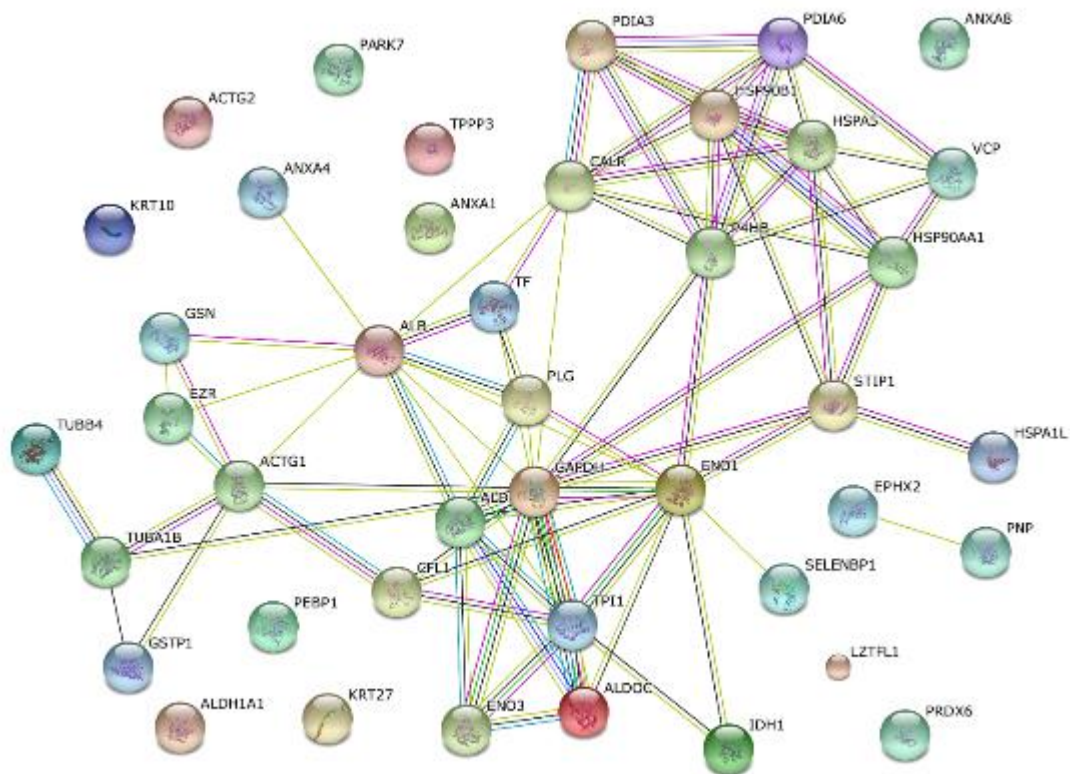 PDIA3
PDIA6
ANXA8
PARK7
HSP90B1
ACTG2
TPPP3
HSPA5
VCP
CALR
ANXA4
KRT10
ANXA1
P4HB
HSP90AA1
TF
GSN
ALB
PLG
STIP1
EZR
TUBB4
HSPA1L
ACTG1
GAPDH
ENO1
EPHX2
PNP
TUBA1B
CFL1
SELENBP1
TPI1
PEBP1
GSTP1
LZTFL1
ALDH1A1
KRT27
ENO3
ALDOC
IDH1
PRDX6